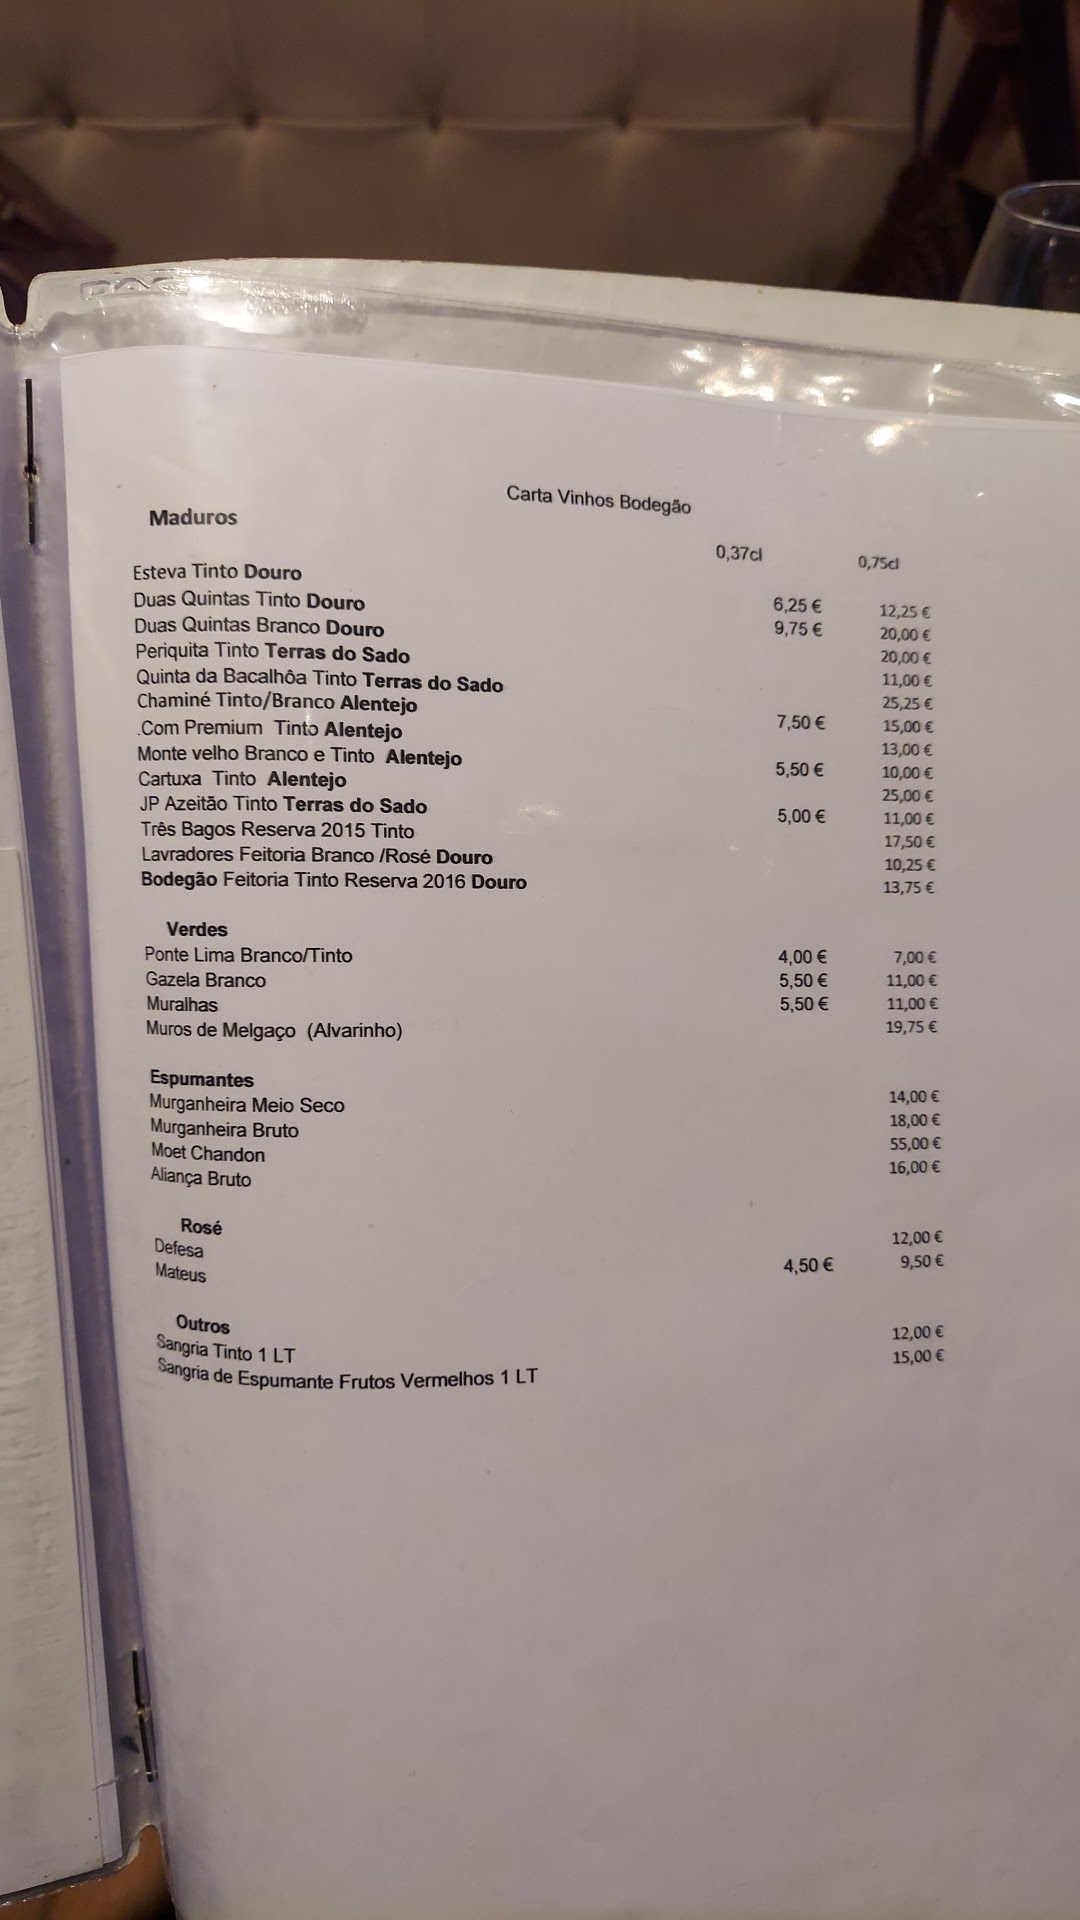 Carta Vinhos Bodegão
Maduros
0,37cl 0,75cl
Esteva Tinto Douro 6,25 € 12,25 €
Duas Quintas Tinto Douro 9,75 € 20,00 €
Duas Quintas Branco Douro 20,00 €
Periquita Tinto Terras do Sado 11,00 €
Quinta da Bacalhôa Tinto Terras do Sado 25,25 €
Chaminé Tinto/Branco Alentejo 7,50 € 15,00 €
.Com Premium Tinto Alentejo 13,00 €
Monte velho Branco e Tinto Alentejo 5,50 € 10,00 €
Cartuxa Tinto Alentejo 25,00 €
JP Azeitão Tinto Terras do Sado 5,00 € 11,00 €
Três Bagos Reserva 2015 Tinto 17,50 €
Lavradores Feitoria Branco /Rosé Douro 10,25 €
Bodegão Feitoria Tinto Reserva 2016 Douro 13,75 €
Verdes
Ponte Lima Branco/Tinto 4,00 € 7,00 €
Gazela Branco 5,50 € 11,00 €
Muralhas 5,50 € 11,00 €
Muros de Melgaço (Alvarinho) 19,75 €
Espumantes
Murganheira Meio Seco 14,00 €
Murganheira Bruto 18,00 €
Moet Chandon 55,00 €
Aliança Bruto 16,00 €
Rosé
Defesa 12,00 €
Mateus 4,50 € 9,50 €
Outros
Sangria Tinto 1 LT 12,00 €
Sangria de Espumante Frutos Vermelhos 1 LT 15,00 €